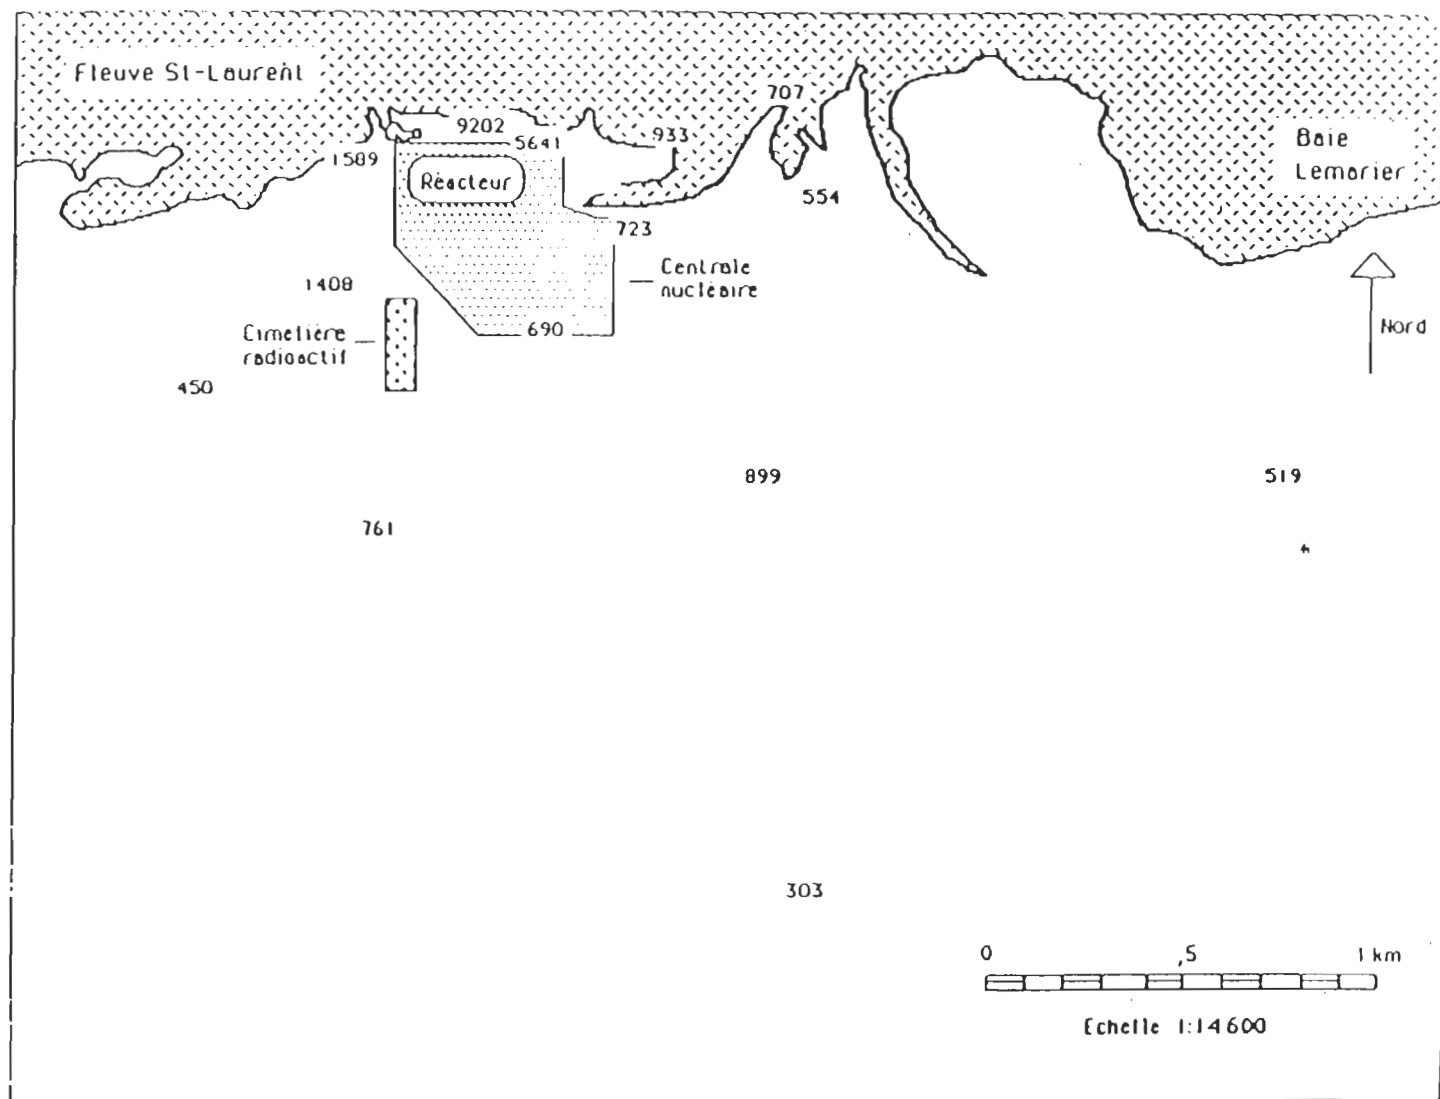 Fleuve St-Laurent
707
9202
5641
933
1589
Baie
Lemarier
Réacteur
554
723
Centrale
nucléaire
1408
Nord
Cimetière
radioactif
690
450
899
519
761
303
0 ,5 1 km
Echelle 1:14600